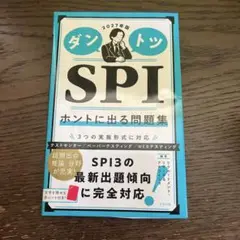 2027年版
ダントツ
SPI
ホントに出る問題集
3つの実施形式に対応
テストセンター／ペーパーテスティング／WEBテスティング
SPI3の
最新出題傾向
に完全対応!